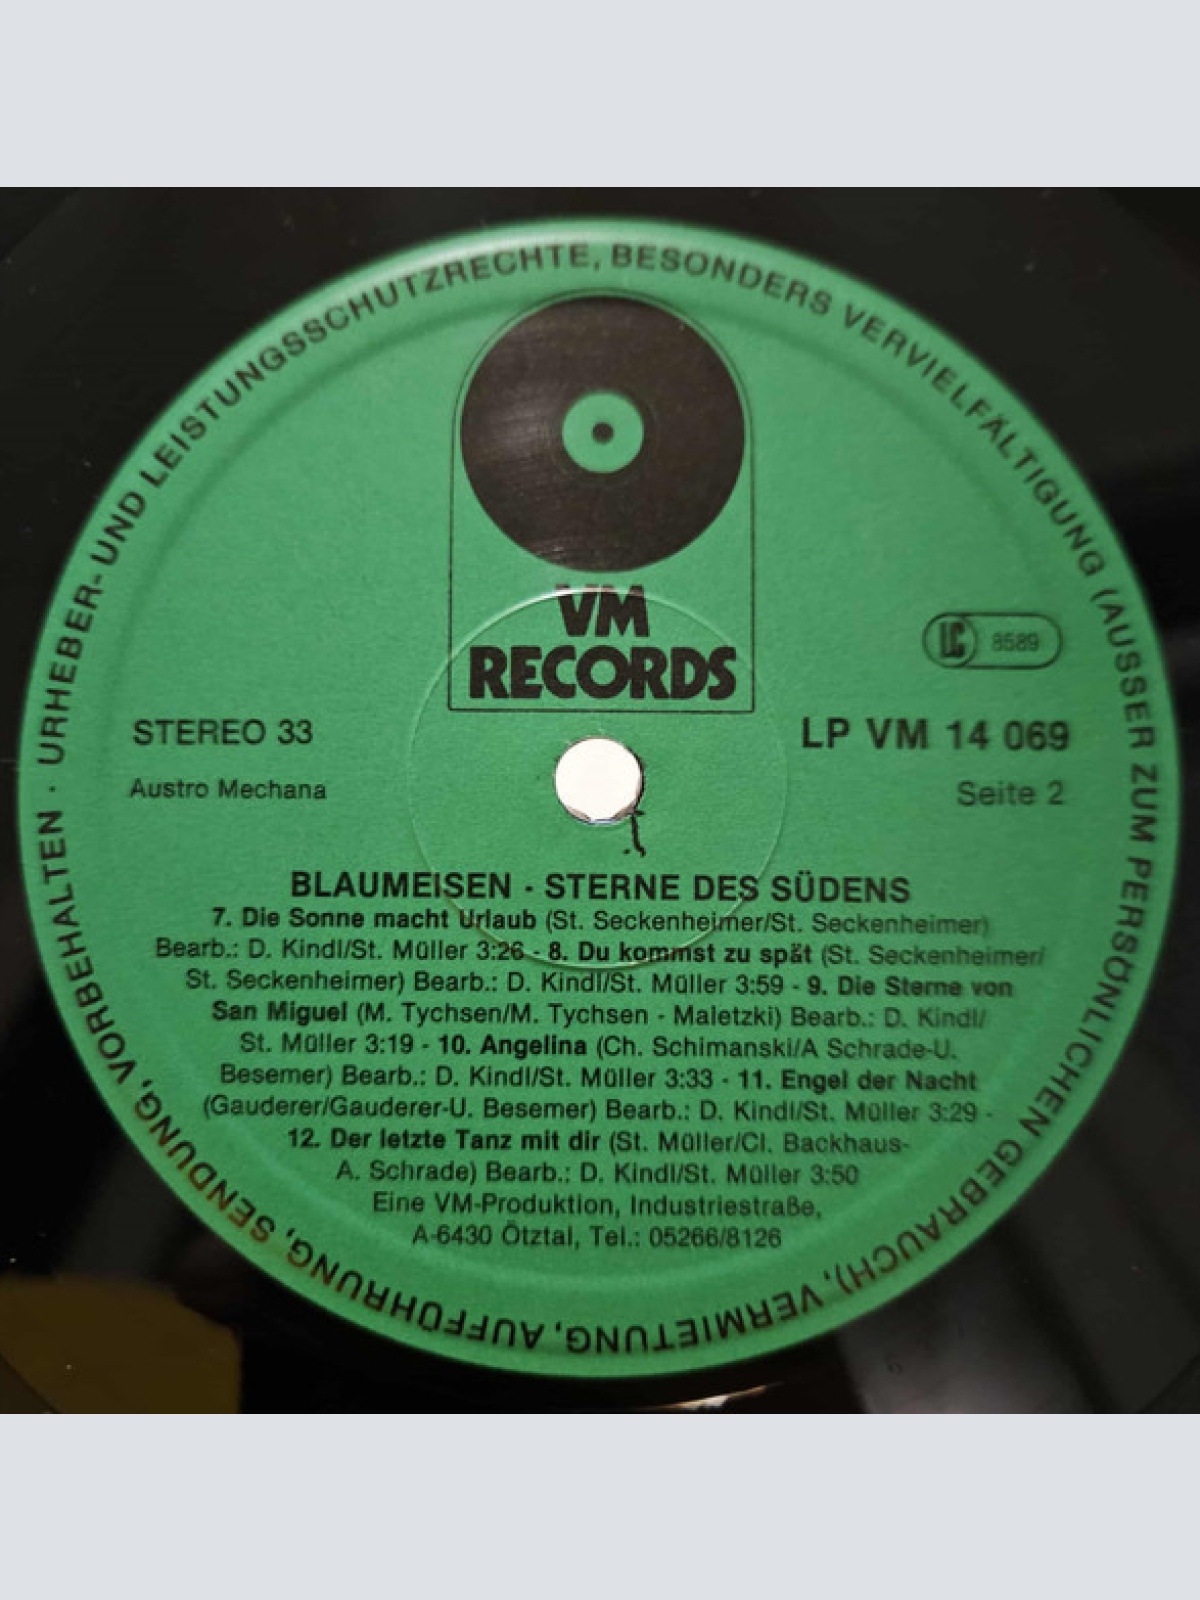 URHEBER- UND LEISTUNGSSCHUTZRECHTE, BESONDERS VERVIELFÄLTIGUNG (AUSSER ZUM PERSÖNLICHEN GEBRAUCH), VERMIETUNG, AUFFÜHRUNG, SENDUNG, VORBEHALTEN ·
VM
RECORDS
LC 8589
STEREO 33
LP VM 14 069
Austro Mechana
Seite 2
BLAUMEISEN - STERNE DES SÜDENS
7. Die Sonne macht Urlaub (St. Seckenheimer/St. Seckenheimer)
Bearb.: D. Kindl/St. Müller 3:26 - 8. Du kommst zu spät (St. Seckenheimer/
St. Seckenheimer) Bearb.: D. Kindl/St. Müller 3:59 - 9. Die Sterne von
San Miguel (M. Tychsen/M. Tychsen - Maletzki) Bearb.: D. Kindl/
St. Müller 3:19 - 10. Angelina (Ch. Schimanski/A Schrade-U.
Besemer) Bearb.: D. Kindl/St. Müller 3:33 - 11. Engel der Nacht
(Gauderer/Gauderer-U. Besemer) Bearb.: D. Kindl/St. Müller 3:29 -
12. Der letzte Tanz mit dir (St. Müller/Cl. Backhaus-
A. Schrade) Bearb.: D. Kindl/St. Müller 3:50
Eine VM-Produktion, Industriestraße,
A-6430 Ötztal, Tel.: 05266/8126